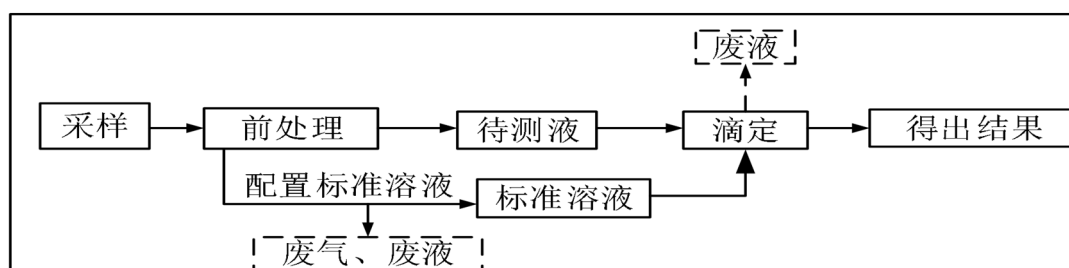 废液
采样
前处理
待测液
滴定
得出结果
配置标准溶液
标准溶液
废气、废液